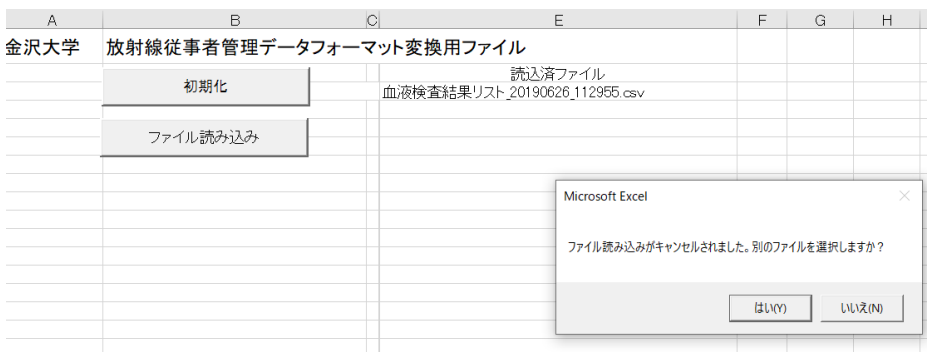 A B C E F G H
金沢大学 放射線従事者管理データフォーマット変換用ファイル
初期化
読込済ファイル
血液検査結果リスト_20190626_112955.csv
ファイル読み込み
Microsoft Excel
ファイル読み込みがキャンセルされました。別のファイルを選択しますか？
はい(Y) いいえ(N)